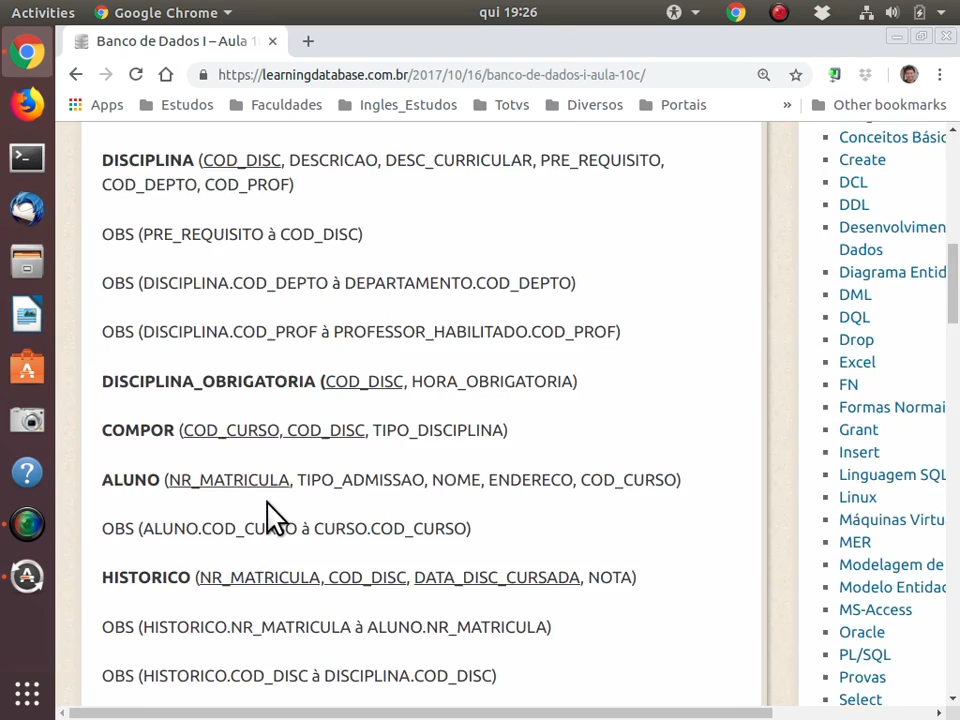 Activities Google Chrome qui 19:26
Banco de Dados I – Aula 1
https://learningdatabase.com.br/2017/10/16/banco-de-dados-i-aula-10c/
Apps Estudos Faculdades Ingles_Estudos Totvs Diversos Portais » Other bookmarks
DISCIPLINA (COD_DISC, DESCRICAO, DESC_CURRICULAR, PRE_REQUISITO,
COD_DEPTO, COD_PROF)
OBS (PRE_REQUISITO à COD_DISC)
OBS (DISCIPLINA.COD_DEPTO à DEPARTAMENTO.COD_DEPTO)
OBS (DISCIPLINA.COD_PROF à PROFESSOR_HABILITADO.COD_PROF)
DISCIPLINA_OBRIGATORIA (COD_DISC, HORA_OBRIGATORIA)
COMPOR (COD_CURSO, COD_DISC, TIPO_DISCIPLINA)
ALUNO (NR_MATRICULA, TIPO_ADMISSAO, NOME, ENDERECO, COD_CURSO)
OBS (ALUNO.COD_CURSO à CURSO.COD_CURSO)
HISTORICO (NR_MATRICULA, COD_DISC, DATA_DISC_CURSADA, NOTA)
OBS (HISTORICO.NR_MATRICULA à ALUNO.NR_MATRICULA)
OBS (HISTORICO.COD_DISC à DISCIPLINA.COD_DISC)
Conceitos Básic
Create
DCL
DDL
Desenvolvimen
Dados
Diagrama Entid
DML
DQL
Drop
Excel
FN
Formas Normai
Grant
Insert
Linguagem SQL
Linux
Máquinas Virtu
MER
Modelagem de
Modelo Entidad
MS-Access
Oracle
PL/SQL
Provas
Select